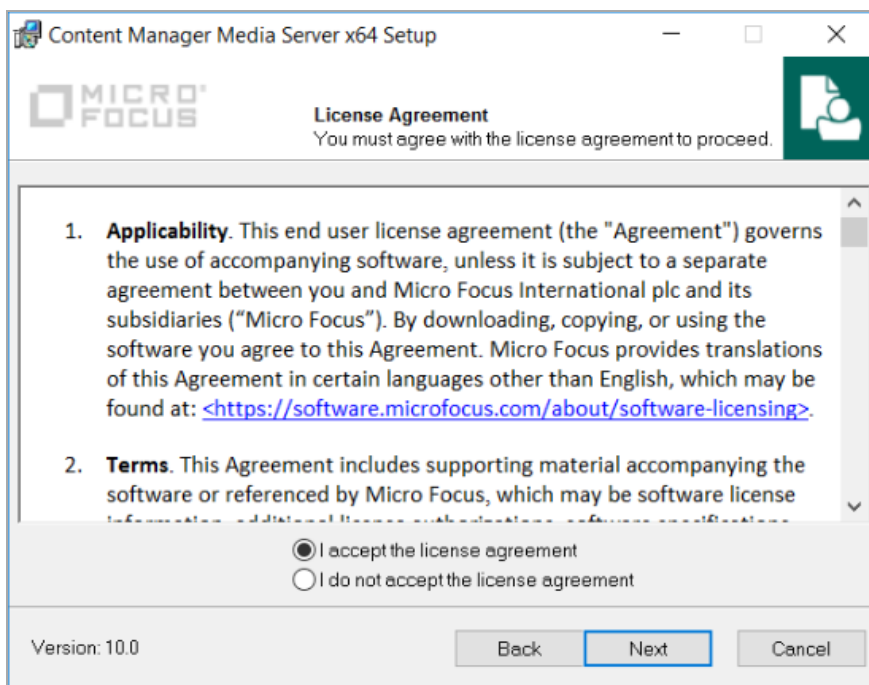 Content Manager Media Server x64 Setup
MICRO
FOCUS
License Agreement
You must agree with the license agreement to proceed.
1. Applicability. This end user license agreement (the "Agreement") governs
the use of accompanying software, unless it is subject to a separate
agreement between you and Micro Focus International plc and its
subsidiaries (“Micro Focus”). By downloading, copying, or using the
software you agree to this Agreement. Micro Focus provides translations
of this Agreement in certain languages other than English, which may be
found at: <https://software.microfocus.com/about/software-licensing>.
2. Terms. This Agreement includes supporting material accompanying the
software or referenced by Micro Focus, which may be software license
information, additional license authorizations, software specifications
I accept the license agreement
I do not accept the license agreement
Version: 10.0
Back
Next
Cancel